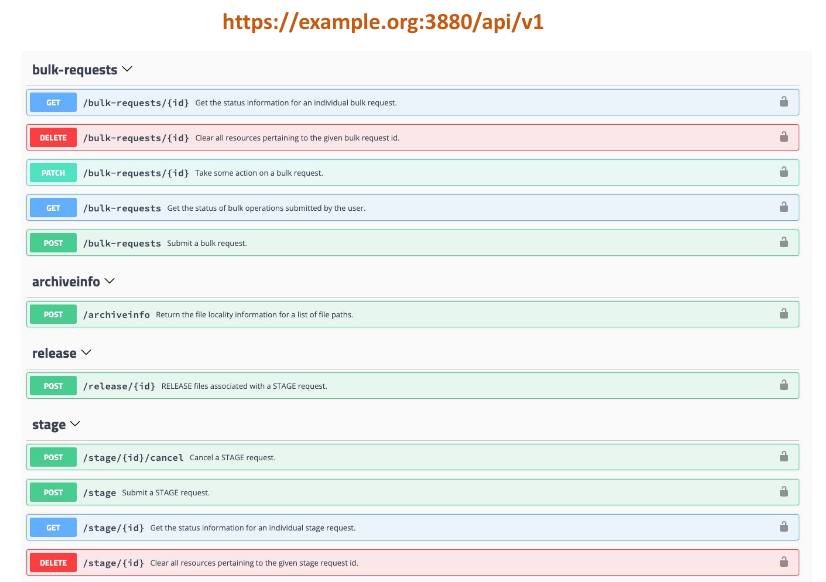 https://example.org:3880/api/v1
bulk-requests
GET /bulk-requests/{id} Get the status information for an individual bulk request.
DELETE /bulk-requests/{id} Clear all resources pertaining to the given bulk request id.
PATCH /bulk-requests/{id} Take some action on a bulk request.
GET /bulk-requests Get the status of bulk operations submitted by the user.
POST /bulk-requests Submit a bulk request.
archiveinfo
POST /archiveinfo Return the file locality information for a list of file paths.
release
POST /release/{id} RELEASE files associated with a STAGE request.
stage
POST /stage/{id}/cancel Cancel a STAGE request.
POST /stage Submit a STAGE request.
GET /stage/{id} Get the status information for an individual stage request.
DELETE /stage/{id} Clear all resources pertaining to the given stage request id.